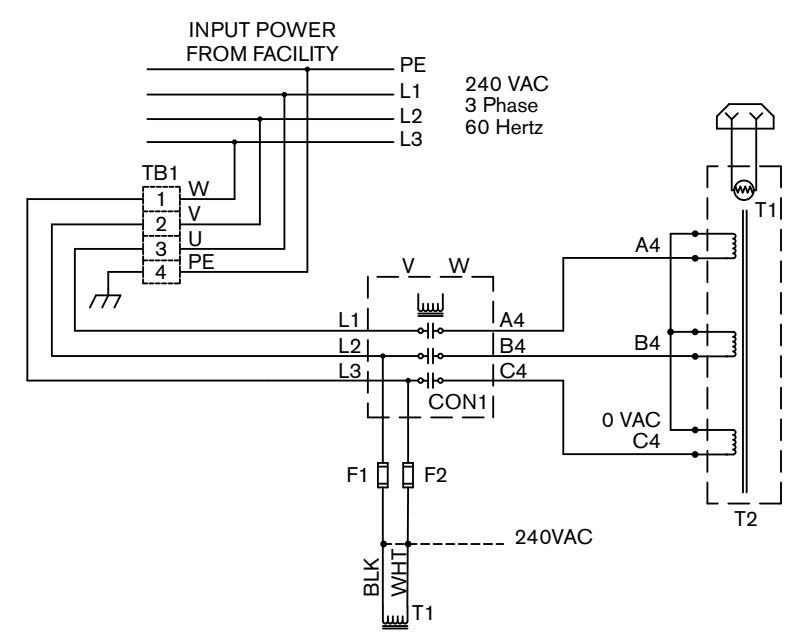 INPUT POWER
FROM FACILITY
PE
L1
L2
L3
240 VAC
3 Phase
60 Hertz
TB1
1 W
2 V
3 U
4 PE
T1
V W
A4
L1 A4
L2 B4
B4
L3 C4
CON1
0 VAC
C4
F1 F2
T2
240VAC
BLK
WHT
T1